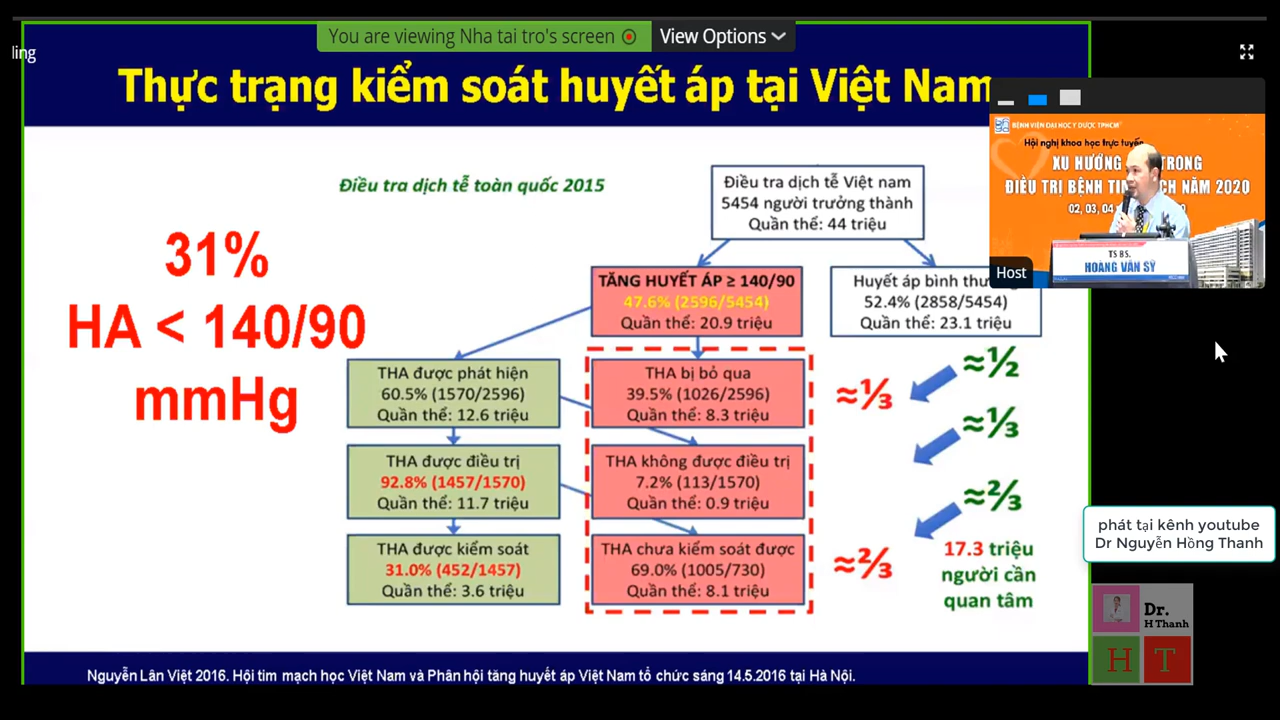 ling
You are viewing Nha tai tro's screen
View Options
Thực trạng kiểm soát huyết áp tại Việt Nam
BỆNH VIỆN ĐẠI HỌC Y DƯỢC TPHCM
Hội nghị khoa học trực tuyến
XU HƯỚNG TRONG
ĐIỀU TRỊ BỆNH TIM CH NĂM 2020
02, 03, 04
TS BS.
HOÀNG VĂN SỸ
Host
Điều tra dịch tễ toàn quốc 2015
Điều tra dịch tễ Việt nam
5454 người trưởng thành
Quần thể: 44 triệu
31%
HA < 140/90
mmHg
TĂNG HUYẾT ÁP ≥ 140/90
47.6% (2596/5454)
Quần thể: 20.9 triệu
Huyết áp bình thư
52.4% (2858/5454)
Quần thể: 23.1 triệu
THA được phát hiện
60.5% (1570/2596)
Quần thể: 12.6 triệu
THA bị bỏ qua
39.5% (1026/2596)
Quần thể: 8.3 triệu
≈⅓
≈½
≈⅓
THA được điều trị
92.8% (1457/1570)
Quần thể: 11.7 triệu
THA không được điều trị
7.2% (113/1570)
Quần thể: 0.9 triệu
≈⅔
THA được kiểm soát
31.0% (452/1457)
Quần thể: 3.6 triệu
THA chưa kiểm soát được
69.0% (1005/730)
Quần thể: 8.1 triệu
≈⅔
17.3 triệu
người cần
quan tâm
phát tại kênh youtube
Dr Nguyễn Hồng Thanh
Dr.
H Thanh
H T
Nguyễn Lân Việt 2016. Hội tim mạch học Việt Nam và Phân hội tăng huyết áp Việt Nam tổ chức sáng 14.5.2016 tại Hà Nội.